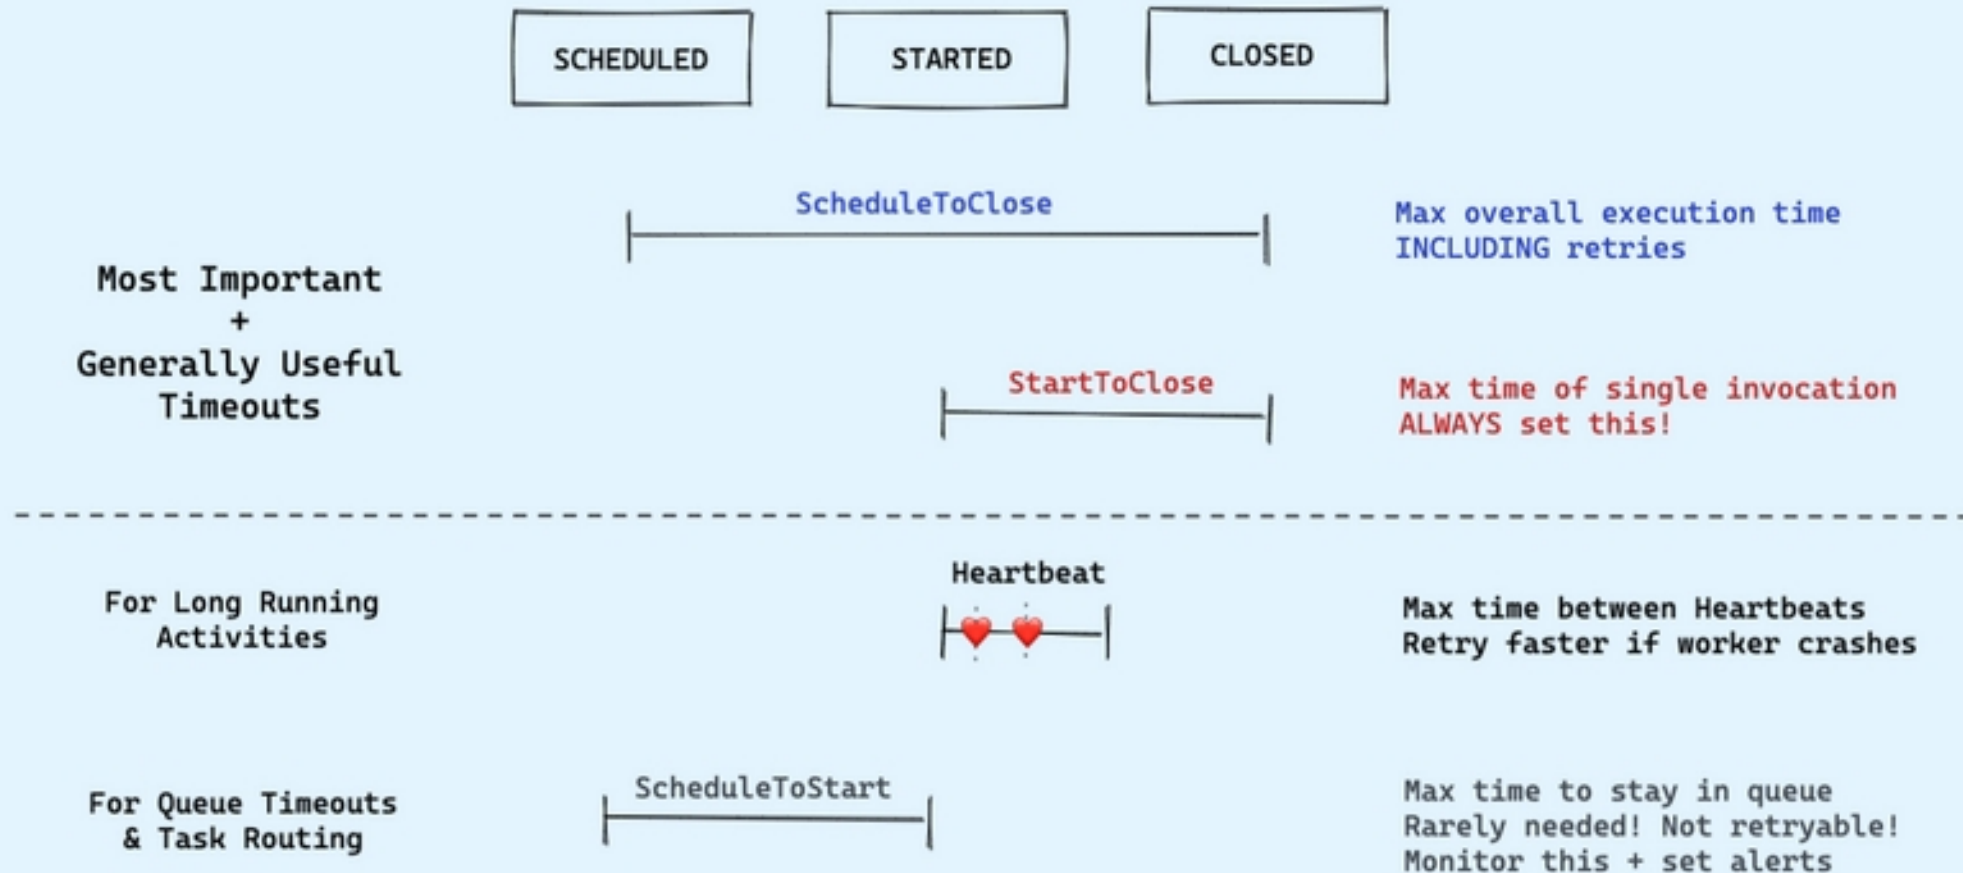 SCHEDULED
STARTED
CLOSED
Most Important
+
Generally Useful
Timeouts
ScheduleToClose
Max overall execution time
INCLUDING retries
StartToClose
Max time of single invocation
ALWAYS set this!
For Long Running
Activities
Heartbeat
Max time between Heartbeats
Retry faster if worker crashes
For Queue Timeouts
& Task Routing
ScheduleToStart
Max time to stay in queue
Rarely needed! Not retryable!
Monitor this + set alerts